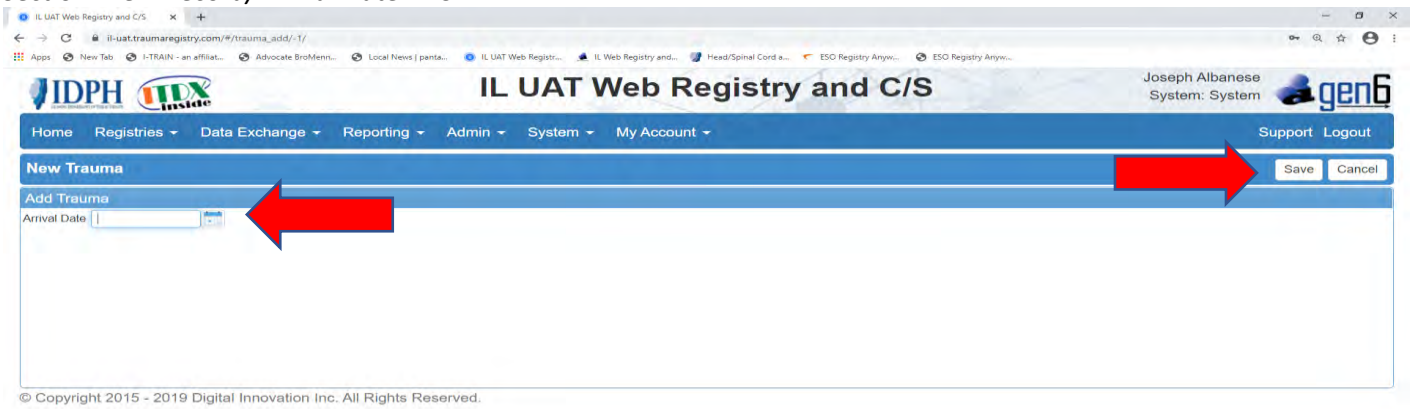 IL UAT Web Registry and C/S × +
il-uat.traumaregistry.com/#/trauma_add/-1/
Apps New Tab I-TRAIN - an affiliat... Advocate BroMenn... Local News | panta... IL UAT Web Registr... IL Web Registry and... Head/Spinal Cord a... ESO Registry Anyw... ESO Registry Anyw...
IDPH ITDX inside IL UAT Web Registry and C/S Joseph Albanese
System: System gen6
Home Registries Data Exchange Reporting Admin System My Account Support Logout
New Trauma Save Cancel
Add Trauma
Arrival Date
© Copyright 2015 - 2019 Digital Innovation Inc. All Rights Reserved.